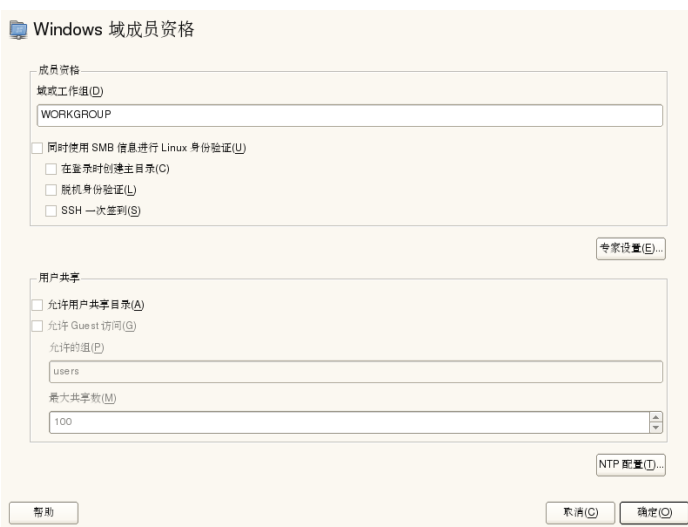 Windows 域成员资格
成员资格
域或工作组(D)
WORKGROUP
同时使用 SMB 信息进行 Linux 身份验证(U)
在登录时创建主目录(C)
脱机身份验证(L)
SSH 一次签到(S)
专家设置(E)...
用户共享
允许用户共享目录(A)
允许 Guest 访问(G)
允许的组(P)
users
最大共享数(M)
100
NTP 配置(T)...
帮助
取消(C)
确定(O)